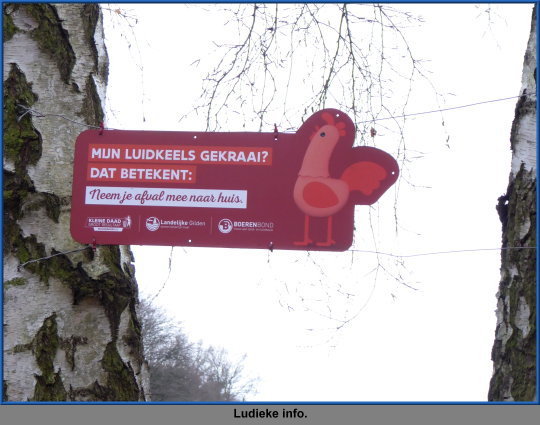 MIJN LUIDKEELS GEKRAAI?
DAT BETEKENT:
Neem je afval mee naar huis.
KLEINE DAAD
Landelijke Gilden
BOERENBOND
Ludieke info.